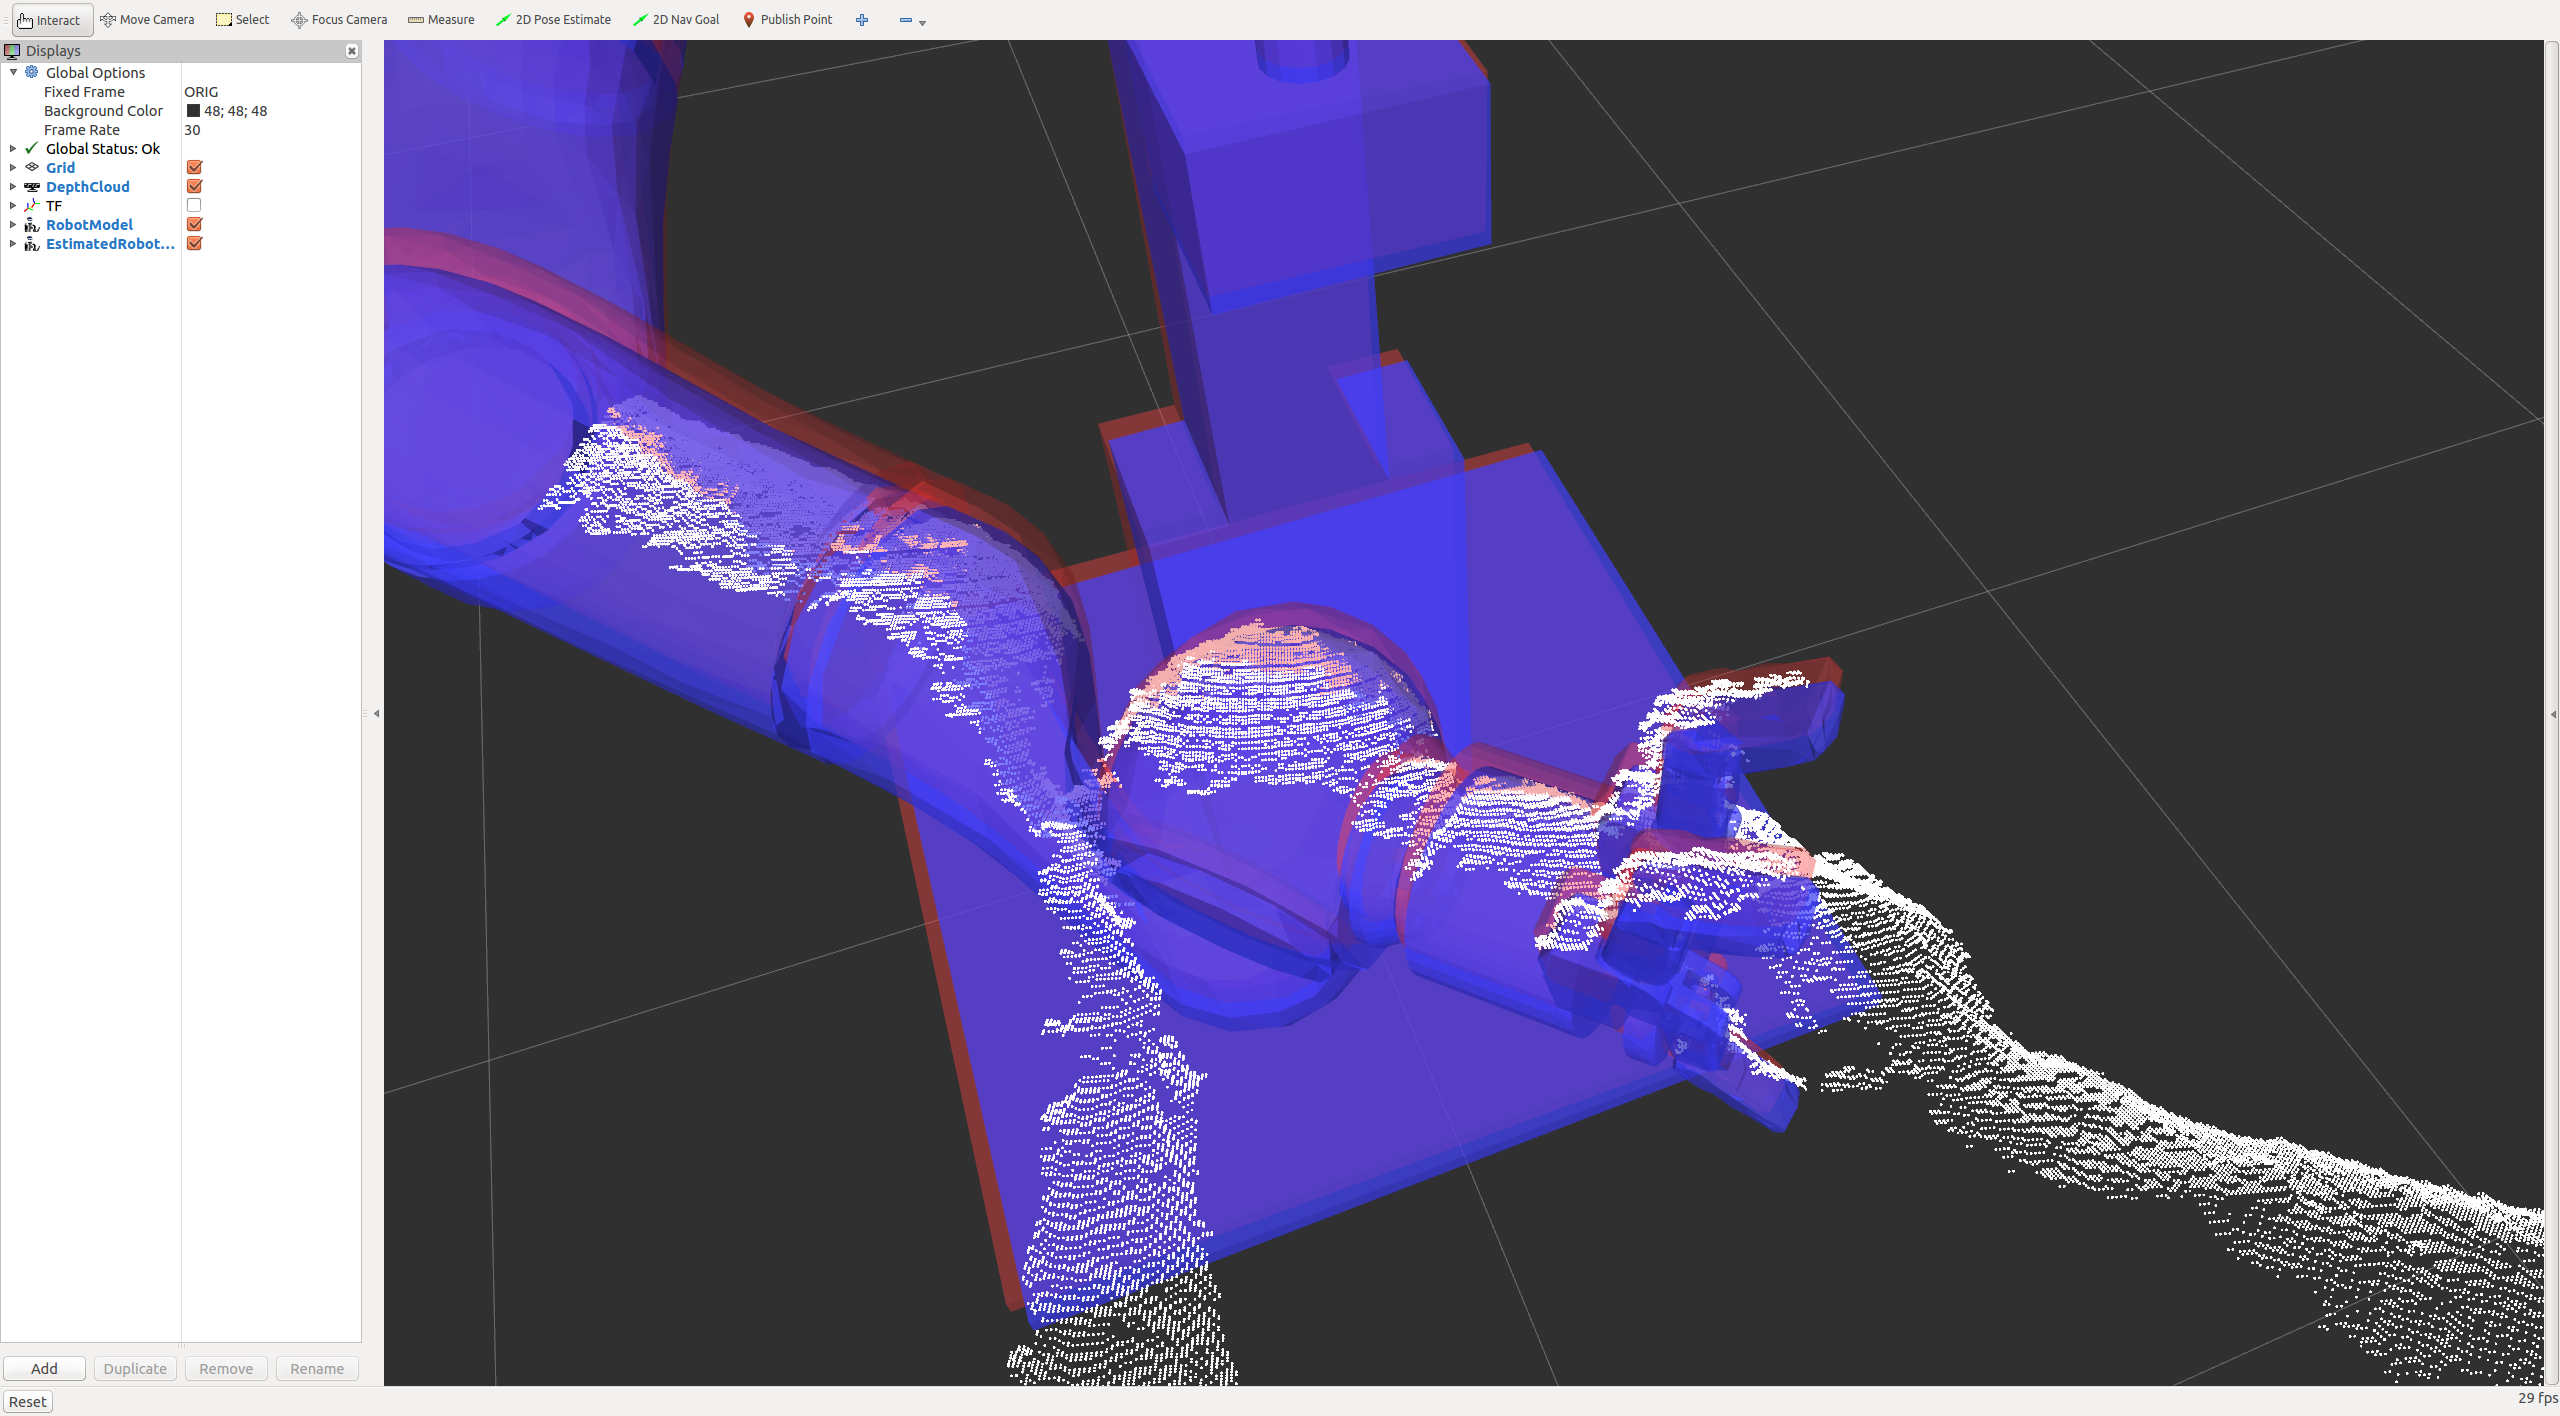 Interact Move Camera Select Focus Camera Measure 2D Pose Estimate 2D Nav Goal Publish Point
Displays
Global Options
Fixed Frame ORIG
Background Color 48; 48; 48
Frame Rate 30
Global Status: Ok
Grid
DepthCloud
TF
RobotModel
EstimatedRobot...
Add Duplicate Remove Rename
Reset
29 fps